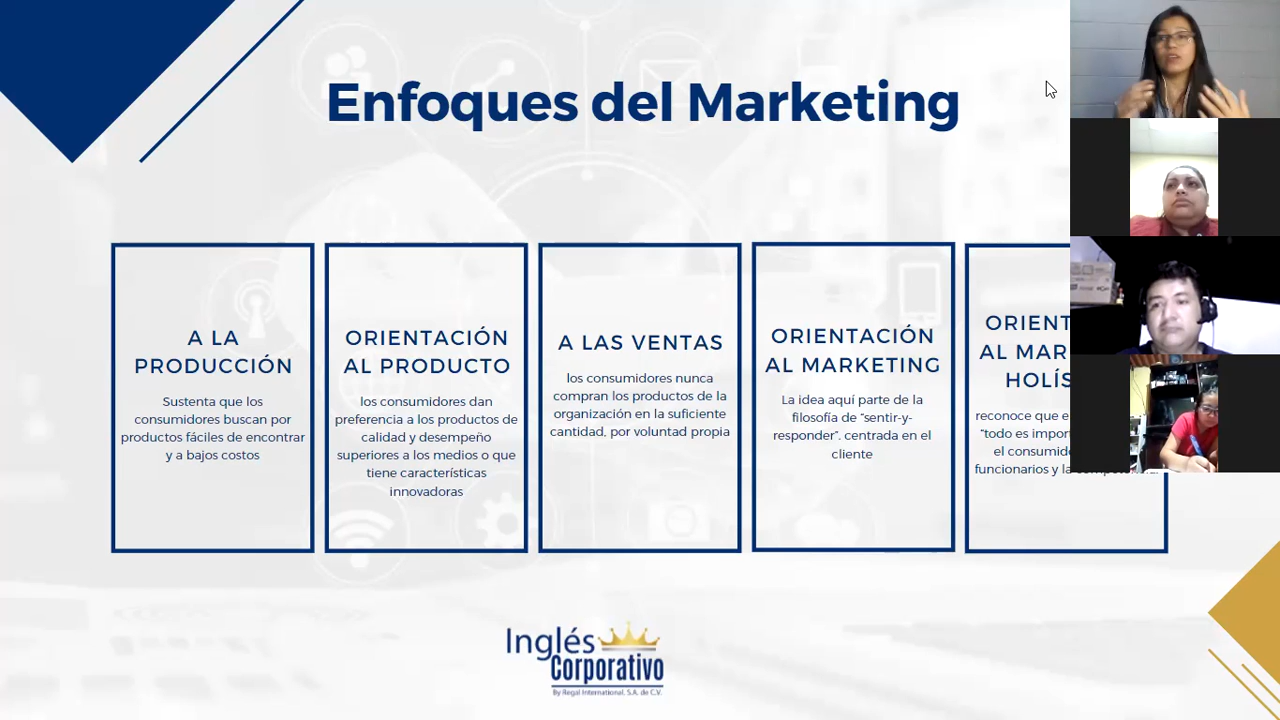 Enfoques del Marketing
A LA
PRODUCCIÓN
Sustenta que los
consumidores buscan por
productos fáciles de encontrar
y a bajos costos
ORIENTACIÓN
AL PRODUCTO
los consumidores dan
preferencia a los productos de
calidad y desempeño
superiores a los medios o que
tiene características
innovadoras
A LAS VENTAS
los consumidores nunca
compran los productos de la
organización en la suficiente
cantidad, por voluntad propia
ORIENTACIÓN
AL MARKETING
La idea aquí parte de la
filosofía de "sentir-y-
responder". centrada en el
cliente
ORIENT
AL MAR
HOLÍS
reconoce que e
"todo es impor
el consumid
funcionarios y la
Inglés
Corporativo
By Regal International, S.A. de C.V.